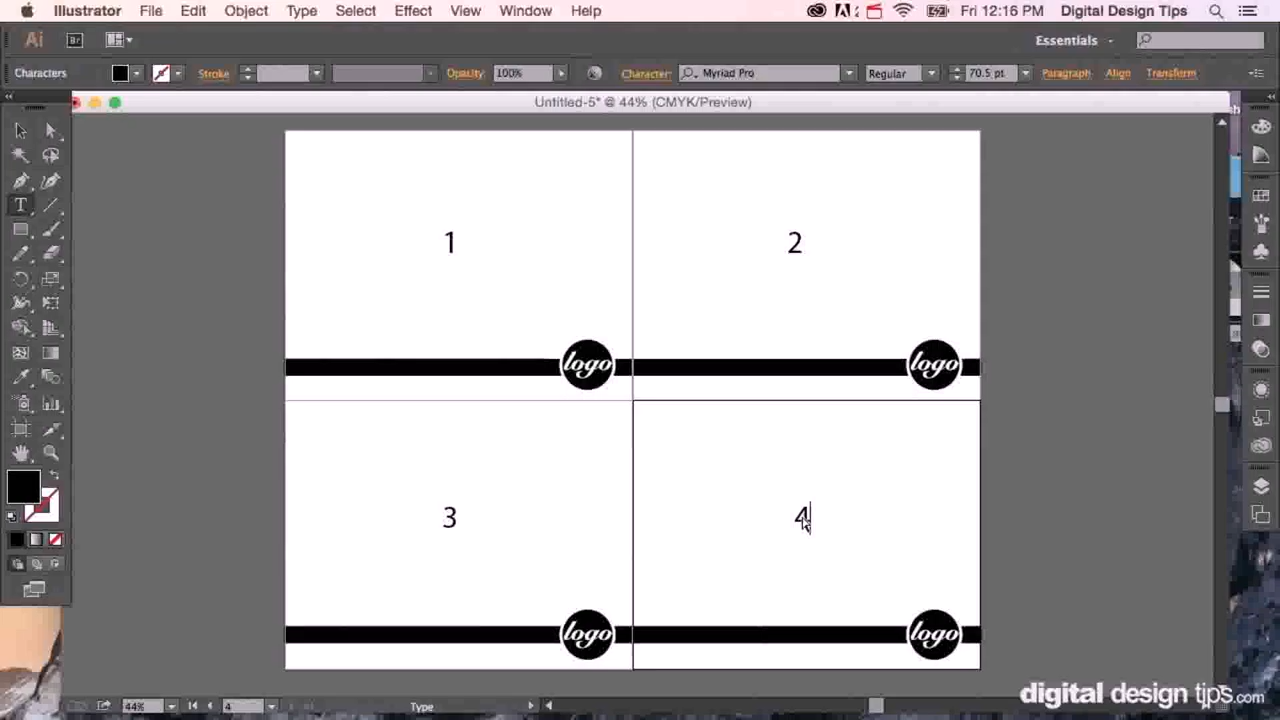 Illustrator File Edit Object Type Select Effect View Window Help Fri 12:16 PM Digital Design Tips
Ai Br Essentials
Characters Stroke Opacity: 100% Character: Myriad Pro Regular 70.5 pt Paragraph Align Transform
Untitled-5* @ 44% (CMYK/Preview)
T
1 2
logo logo
3 4
logo logo
44% 4 Type
digital design tips.com